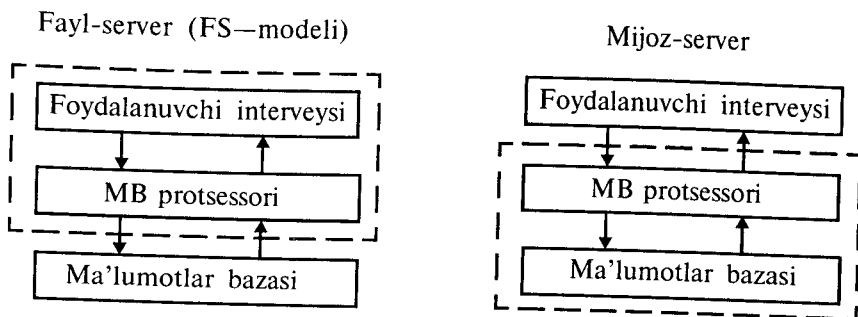 Fayl-server (FS—modeli)
Foydalanuvchi interveysi
MB protsessori
Ma'lumotlar bazasi
Mijoz-server
Foydalanuvchi interveysi
MB protsessori
Ma'lumotlar bazasi